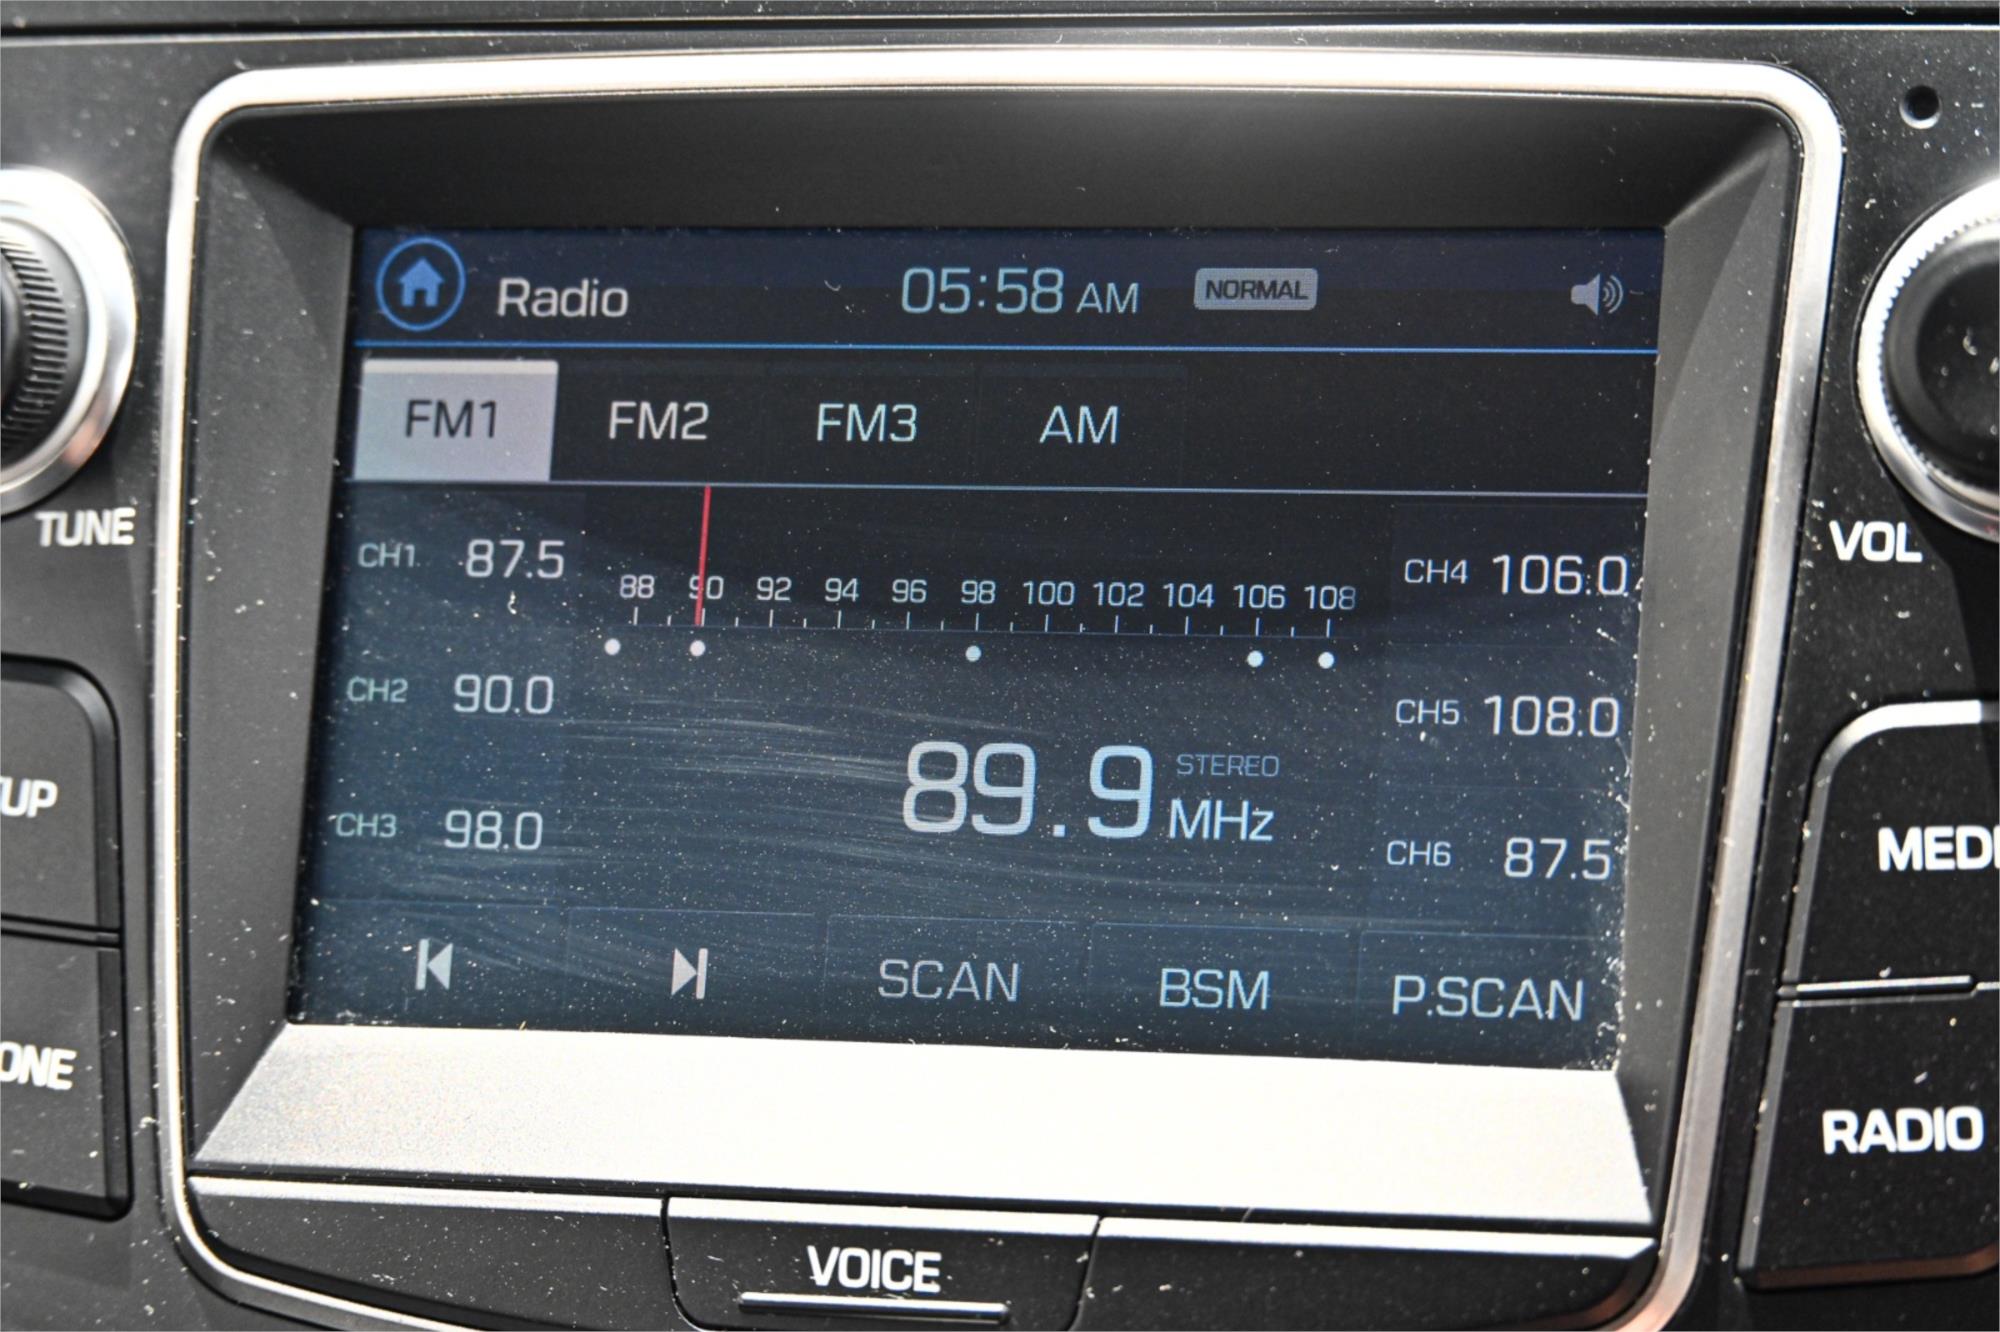 Radio 05:58 AM NORMAL
FM1 FM2 FM3 AM
TUNE
VOL
CH1 87.5
88 90 92 94 96 98 100 102 104 106 108
CH4 106.0
CH2 90.0
CH5 108.0
89.9 STEREO
MHz
CH3 98.0
CH6 87.5
UP
MEDI
SCAN BSM P.SCAN
ONE
RADIO
VOICE